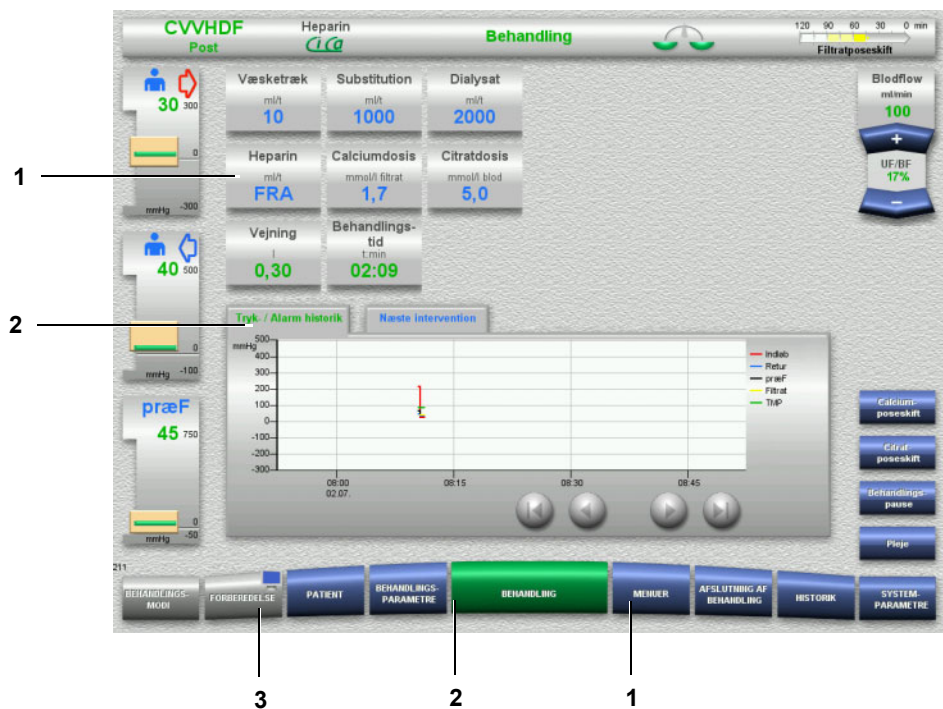 CVVHDF
Post
Heparin
CiCa
Behandling
120 90 60 30 0 min
Filtratposeskift
30 300
0
mmHg -300
Væsketræk
ml/t
10
Substitution
ml/t
1000
Dialysat
ml/t
2000
Blodflow
ml/min
100
+
UF/BF
17%
−
1
Heparin
ml/t
FRA
Calciumdosis
mmol/l filtrat
1,7
Citratdosis
mmol/l blod
5,0
40 500
0
mmHg -100
Vejning
l
0,30
Behandlings-
tid
t:min
02:09
2
Tryk- / Alarm historik
Næste intervention
præF
45 750
0
mmHg -50
mmHg
500
400
300
200
100
0
-100
-200
-300
08:00
02.07.
08:15
08:30
08:45
Indløb
Retur
præF
Filtrat
TMP
Calcium-
poseskift
Citrat-
poseskift
Behandlings-
pause
Pleje
211
BEHANDLINGS-
MODI
FORBEREDELSE
PATIENT
BEHANDLINGS-
PARAMETRE
BEHANDLING
MENUER
AFSLUTNING AF
BEHANDLING
HISTORIK
SYSTEM-
PARAMETRE
3
2
1